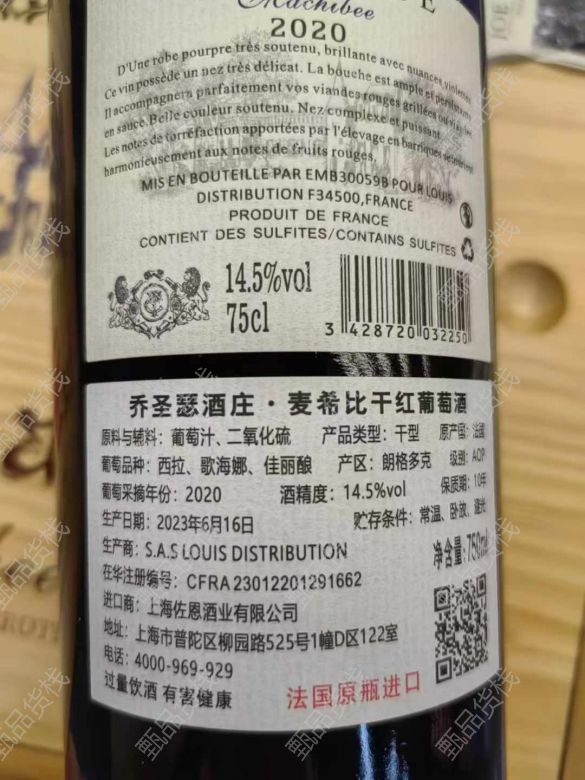 Machibee
2020
D'Une robe pourpre très soutenu, brillante avec nuances violettes
Ce vin possède un nez très délicat. La bouche est ample et persistante
Il accompagnera parfaitement vos viandes rouges grillées ou
en sauce.Belle couleur soutenu. Nez complexe et puissant.
Les notes de torréfaction apportées par l'élevage en barriques se
harmonieusement aux notes de fruits rouges.
MIS EN BOUTEILLE PAR EMB30059B POUR LOUIS
DISTRIBUTION F34500,FRANCE
PRODUIT DE FRANCE
CONTIENT DES SULFITES/CONTAINS SULFITES
14.5%vol
75cl
3 428720 032250
乔圣瑟酒庄·麦希比干红葡萄酒
原料与辅料：葡萄汁、二氧化硫 产品类型：干型 原产国：法国
葡萄品种：西拉、歌海娜、佳丽酿 产区：朗格多克 级别：AOP
葡萄采摘年份：2020 酒精度：14.5%vol 保质期：10年
生产日期：2023年6月16日 贮存条件：常温、卧放、避光
生产商：S.A.S LOUIS DISTRIBUTION 净含量:750ml
在华注册编号：CFRA23012201291662
进口商：上海佐恩酒业有限公司
地址：上海市普陀区柳园路525号1幢D区122室
电话：4000-969-929
过量饮酒 有害健康 法国原瓶进口
甄品货栈